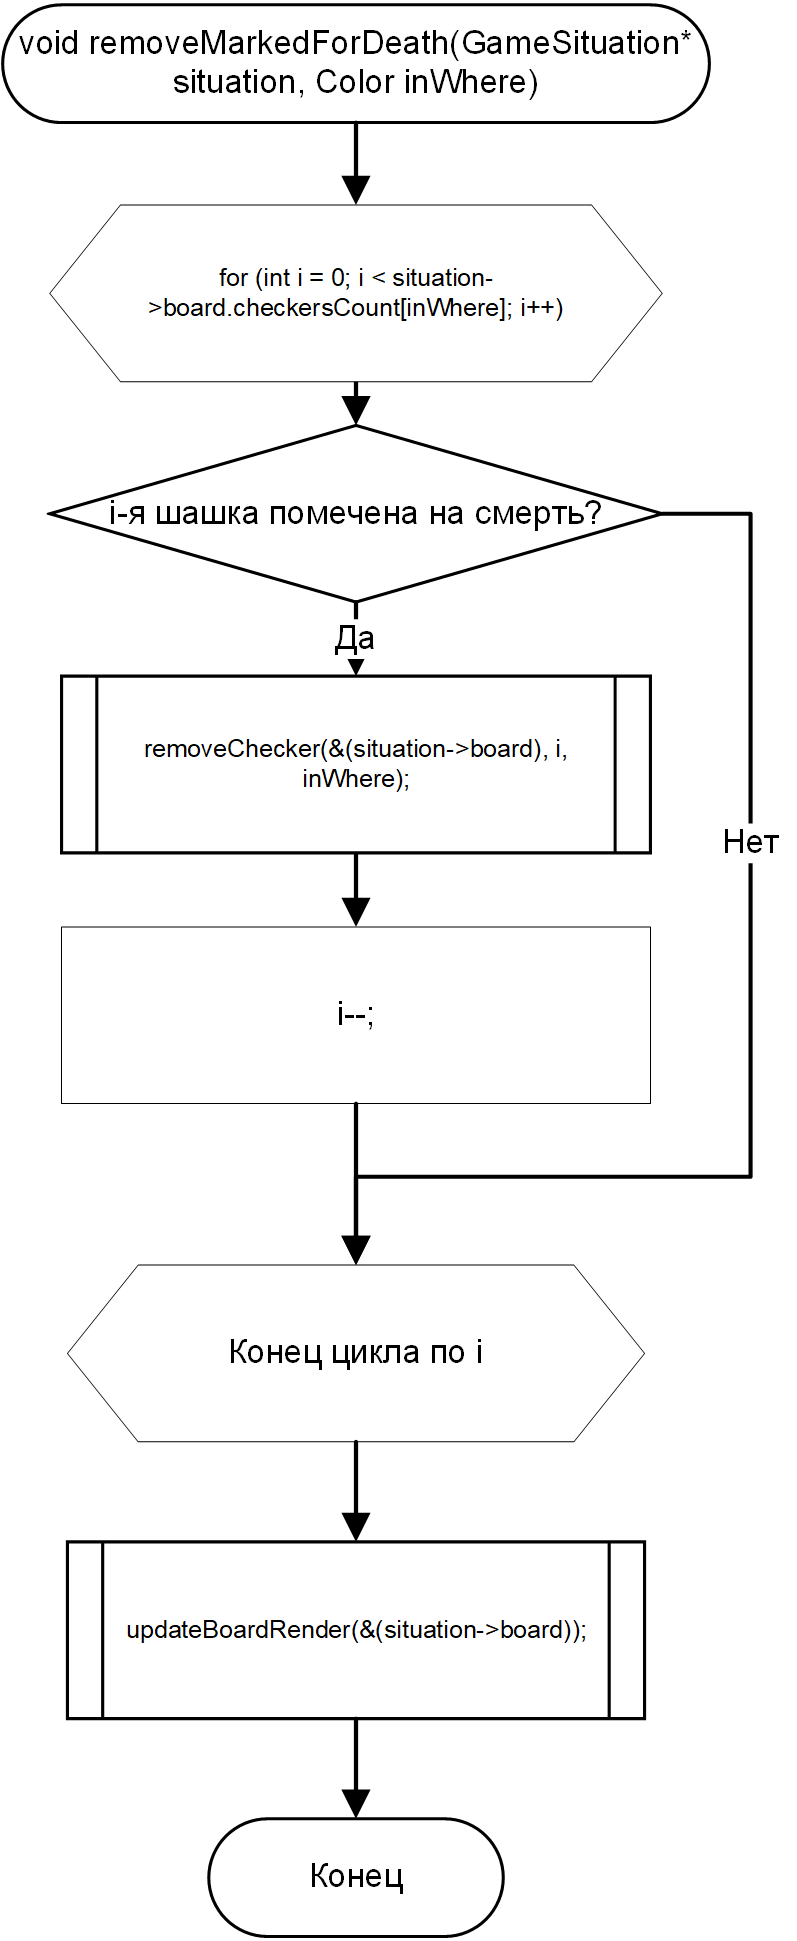 void removeMarkedForDeath(GameSituation*
situation, Color inWhere)
for (int i = 0; i < situation-
>board.checkersCount[inWhere]; i++)
i-я шашка помечена на смерть?
Да
removeChecker(&(situation->board), i,
inWhere);
Нет
i--;
Конец цикла по i
updateBoardRender(&(situation->board));
Конец